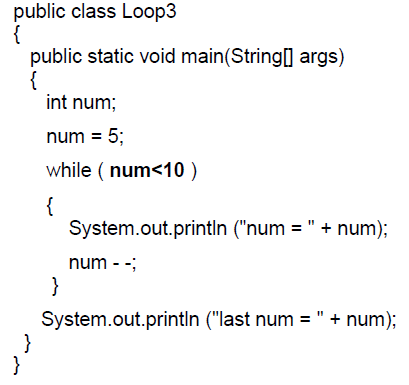 public class Loop3
{
public static void main(String[] args)
{
int num;
num = 5;
while ( num<10 )
{
System.out.println ("num = " + num);
num - -;
}
System.out.println ("last num = " + num);
}
}